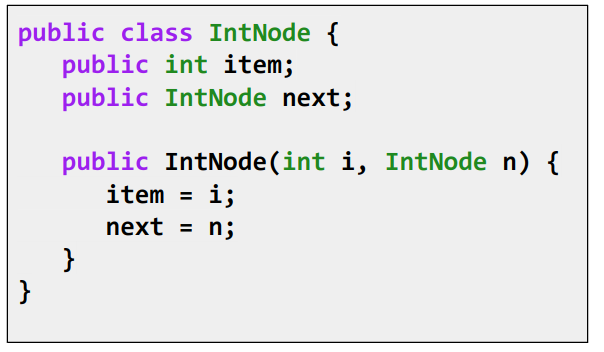 public class IntNode {
   public int item;
   public IntNode next;

   public IntNode(int i, IntNode n) {
      item = i;
      next = n;
   }
}